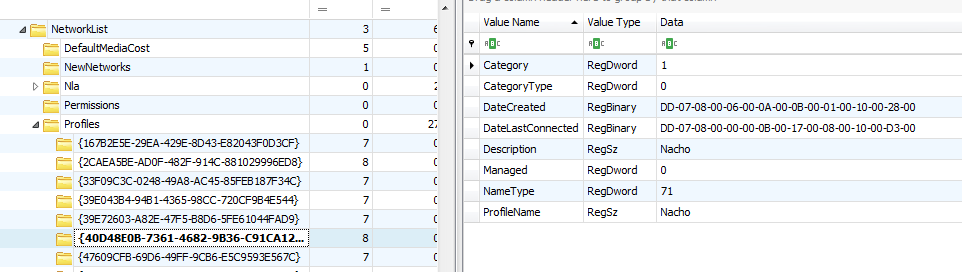 Drag a column header here to group by that column
= =
Value Name Value Type Data
NetworkList 3 6
DefaultMediaCost 5 0
NewNetworks 1 0
Nla 0 2
Permissions 0 0
Profiles 0 27
{167B2E5E-29EA-429E-8D43-E82043F0D3CF} 7 0
{2CAEA5BE-AD0F-482F-914C-881029996ED8} 8 0
{33F09C3C-0248-49A8-AC45-85FEB187F34C} 7 0
{39E043B4-94B1-4365-98CC-720CF9B4E544} 7 0
{39E72603-A82E-47F5-B8D6-5FE61044FAD9} 7 0
{40D48E0B-7361-4682-9B36-C91CA12... 8 0
{47609CFB-69D6-49FF-9CB6-E5C9593E567C} 7 0
ABC ABC ABC
Category RegDword 1
CategoryType RegDword 0
DateCreated RegBinary DD-07-08-00-06-00-0A-00-0B-00-01-00-10-00-28-00
DateLastConnected RegBinary DD-07-08-00-00-00-0B-00-17-00-08-00-10-00-D3-00
Description RegSz Nacho
Managed RegDword 0
NameType RegDword 71
ProfileName RegSz Nacho